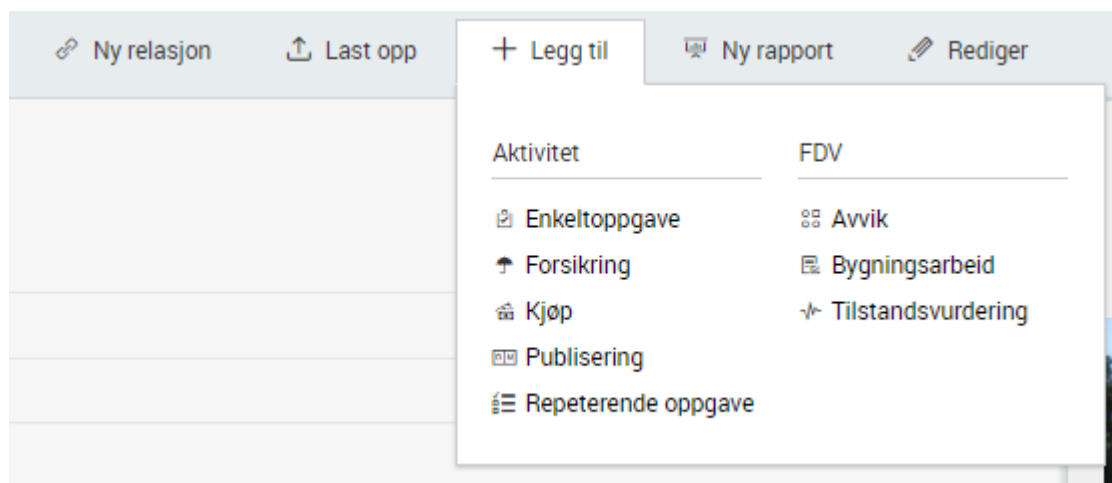 Ny relasjon Last opp Legg til Ny rapport Rediger
Aktivitet FDV
Enkeltoppgave Avvik
Forsikring Bygningsarbeid
Kjøp Tilstandsvurdering
Publisering
Repeterende oppgave